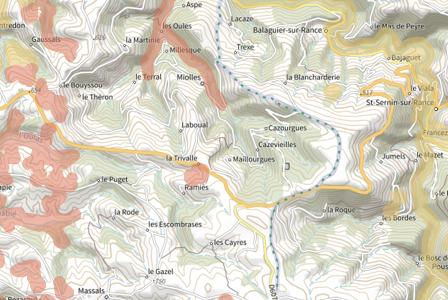 Aspe
Lacaze
les Oules
Balaguier-sur-Rance
le Mas de Peyre
Gaussals
la Martinie
Trexe
Millesque
Bajaguet
le Terral
Miolles
la Blancharderie
le Bouyssou
le Viala
le Théron
St-Sernin-sur-Rance
Laboual
Cazourgues
Cazevieilles
la Trivalle
Maillourgues
Jumels
le Mazet
le Puget
Ramiès
la Rode
la Roque
les Bordes
les Escombrases
les Cayres
le Gazel
Massals